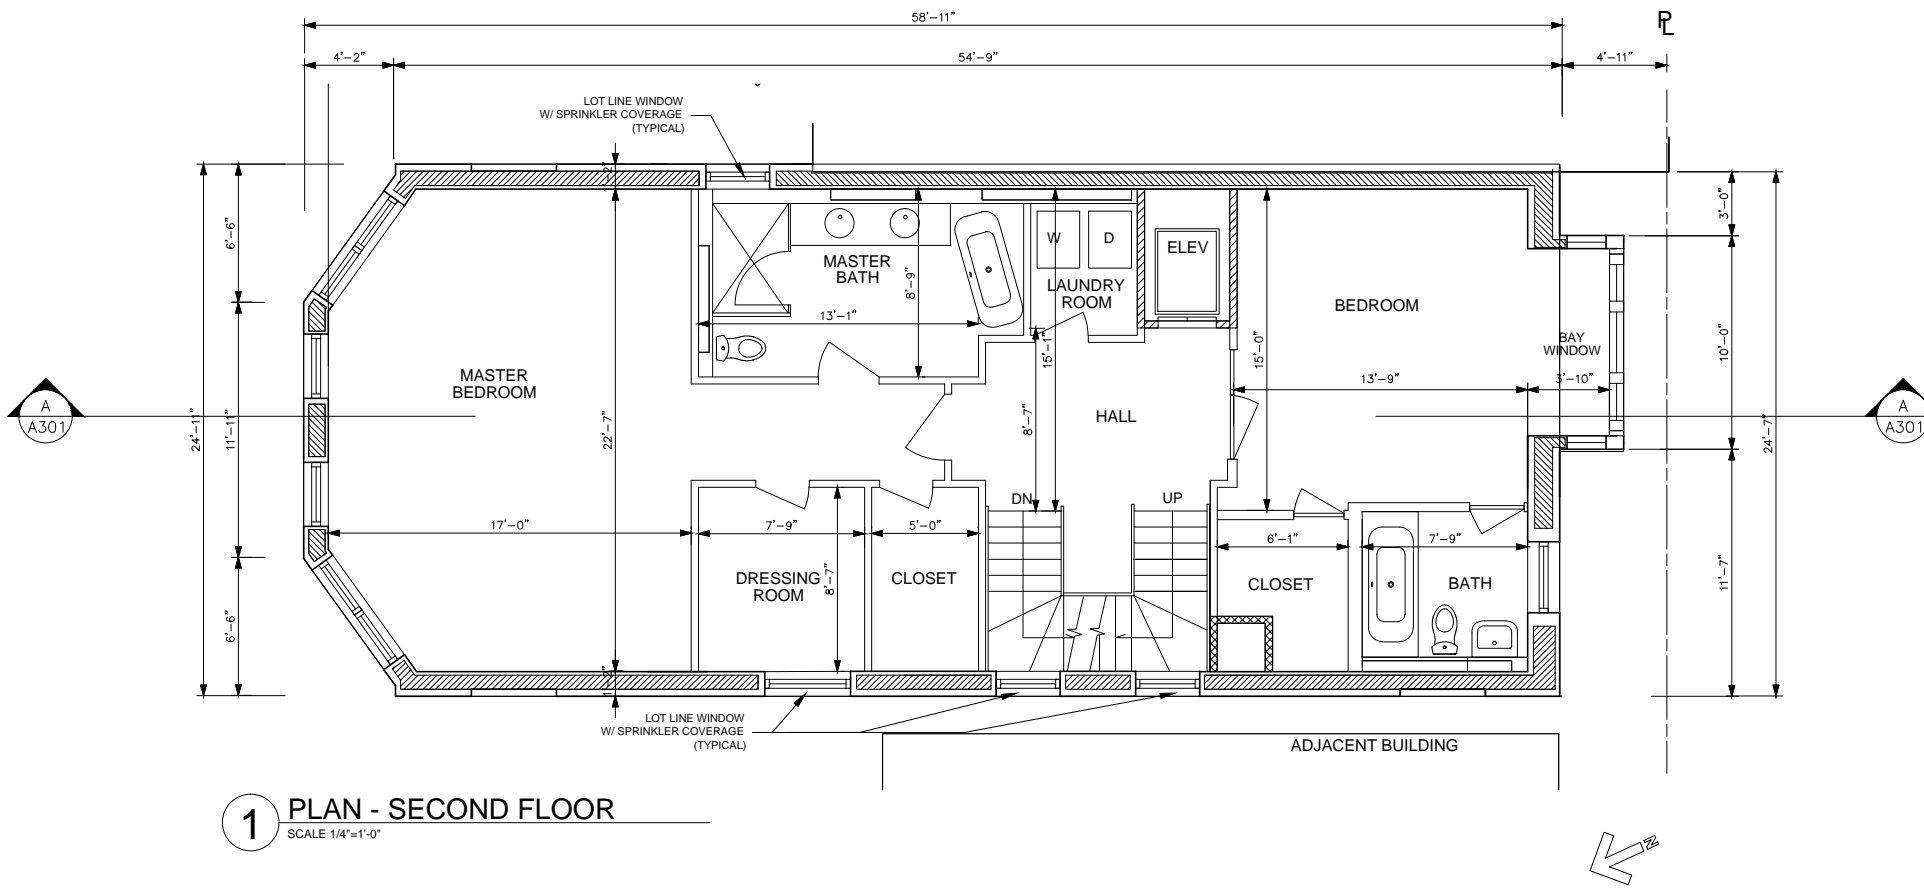 58'-11"
PL
4'-2"
54'-9"
4'-11"
LOT LINE WINDOW
W/ SPRINKLER COVERAGE
(TYPICAL)
6'-6"
11'-11"
6'-6"
24'-11"
22'-7"
1'-2"
MASTER
BEDROOM
17'-0"
MASTER
BATH
8'-9"
13'-1"
W
D
LAUNDRY
ROOM
15'-1"
ELEV
BEDROOM
15'-0"
13'-9"
BAY
WINDOW
3'-10"
3'-0"
10'-0"
24'-7"
11'-7"
A
A301
A
A301
HALL
8'-7"
DN
UP
7'-9"
DRESSING
ROOM
8'-7"
5'-0"
CLOSET
6'-1"
CLOSET
7'-9"
BATH
LOT LINE WINDOW
W/ SPRINKLER COVERAGE
(TYPICAL)
ADJACENT BUILDING
1
PLAN - SECOND FLOOR
SCALE 1/4"=1'-0"
N